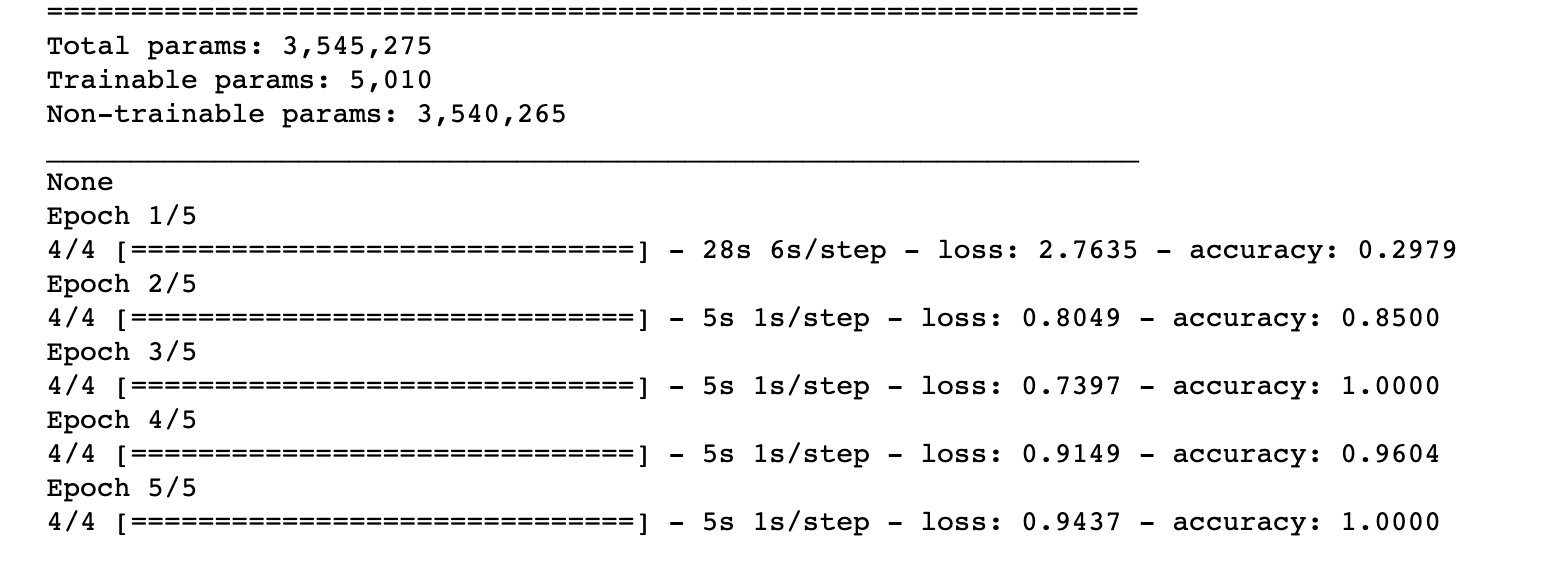 =================================================================
Total params: 3,545,275
Trainable params: 5,010
Non-trainable params: 3,540,265
_________________________________________________________________
None
Epoch 1/5
4/4 [==============================] - 28s 6s/step - loss: 2.7635 - accuracy: 0.2979
Epoch 2/5
4/4 [==============================] - 5s 1s/step - loss: 0.8049 - accuracy: 0.8500
Epoch 3/5
4/4 [==============================] - 5s 1s/step - loss: 0.7397 - accuracy: 1.0000
Epoch 4/5
4/4 [==============================] - 5s 1s/step - loss: 0.9149 - accuracy: 0.9604
Epoch 5/5
4/4 [==============================] - 5s 1s/step - loss: 0.9437 - accuracy: 1.0000